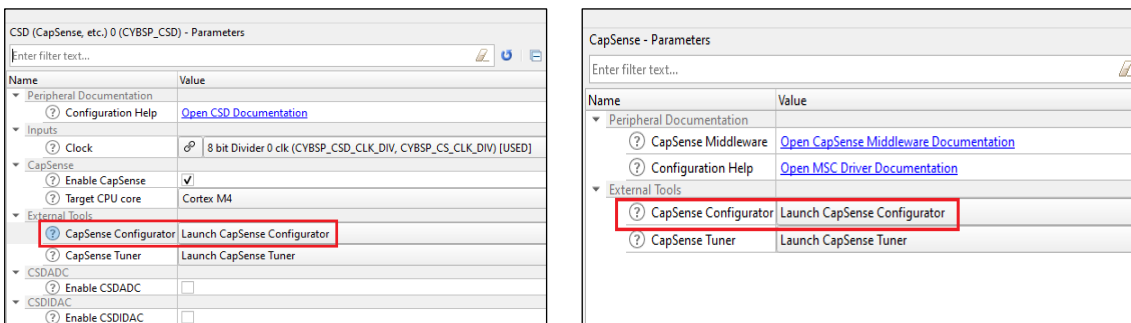 CSD (CapSense, etc.) 0 (CYBSP_CSD) - Parameters
Enter filter text...
Name Value
Peripheral Documentation
Configuration Help Open CSD Documentation
Inputs
Clock 8 bit Divider 0 clk (CYBSP_CSD_CLK_DIV, CYBSP_CS_CLK_DIV) [USED]
CapSense
Enable CapSense
Target CPU core Cortex M4
External Tools
CapSense Configurator Launch CapSense Configurator
CapSense Tuner Launch CapSense Tuner
CSDADC
Enable CSDADC
CSDIDAC
Enable CSDIDAC
CapSense - Parameters
Enter filter text...
Name Value
Peripheral Documentation
CapSense Middleware Open CapSense Middleware Documentation
Configuration Help Open MSC Driver Documentation
External Tools
CapSense Configurator Launch CapSense Configurator
CapSense Tuner Launch CapSense Tuner